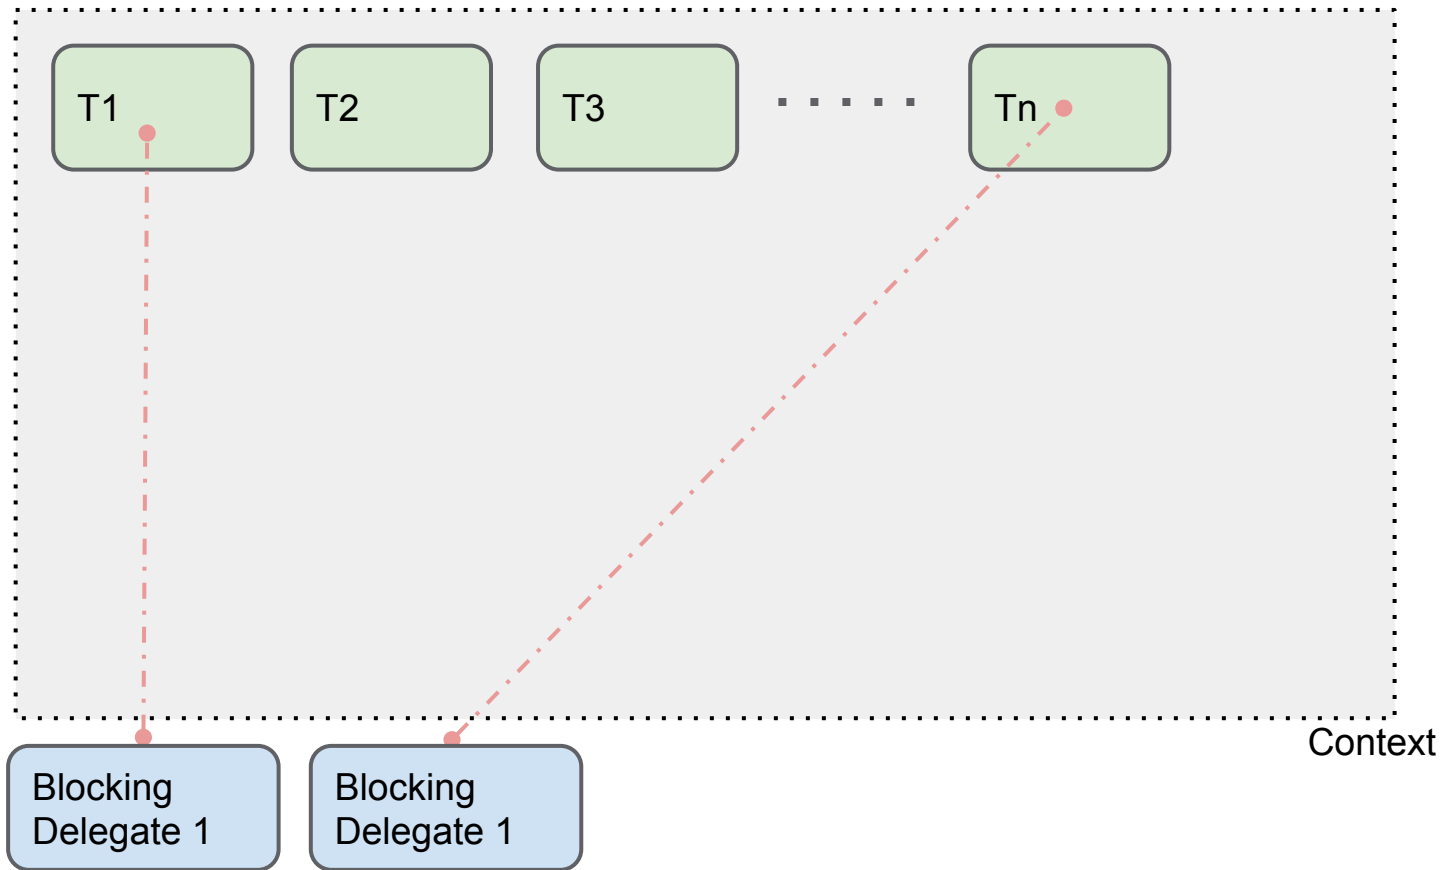 T1
T2
T3
Tn
Context
Blocking
Delegate 1
Blocking
Delegate 1